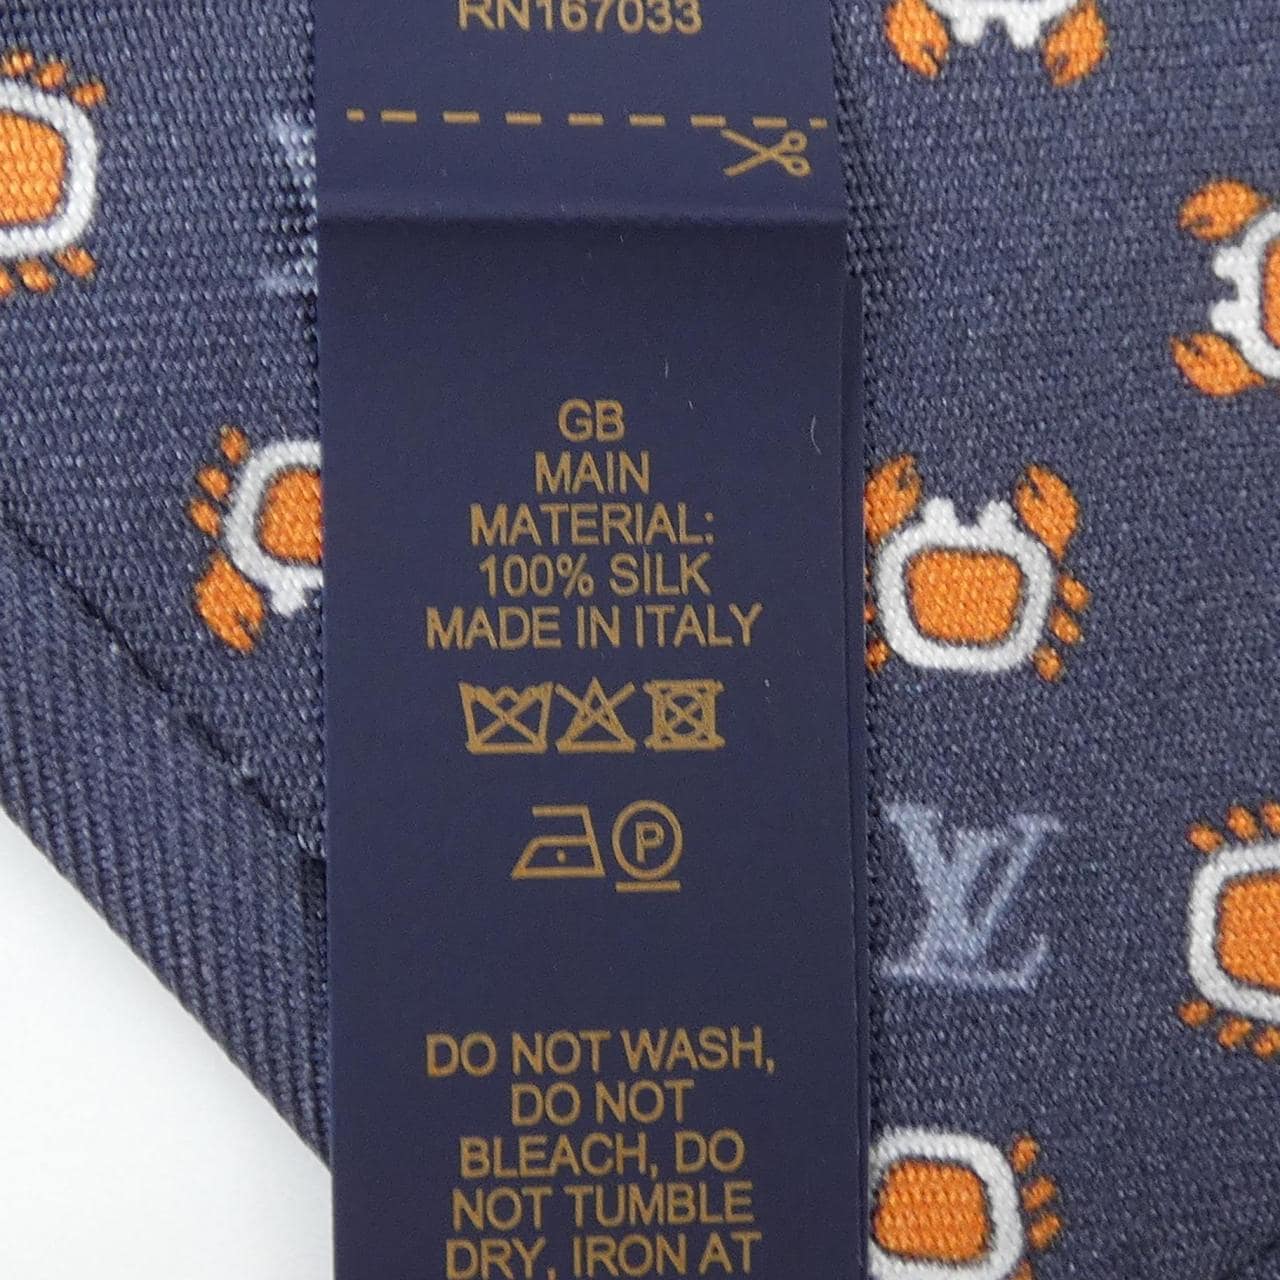 RN167033
GB
MAIN
MATERIAL:
100% SILK
MADE IN ITALY
P
LV
DO NOT WASH,
DO NOT
BLEACH, DO
NOT TUMBLE
DRY, IRON AT